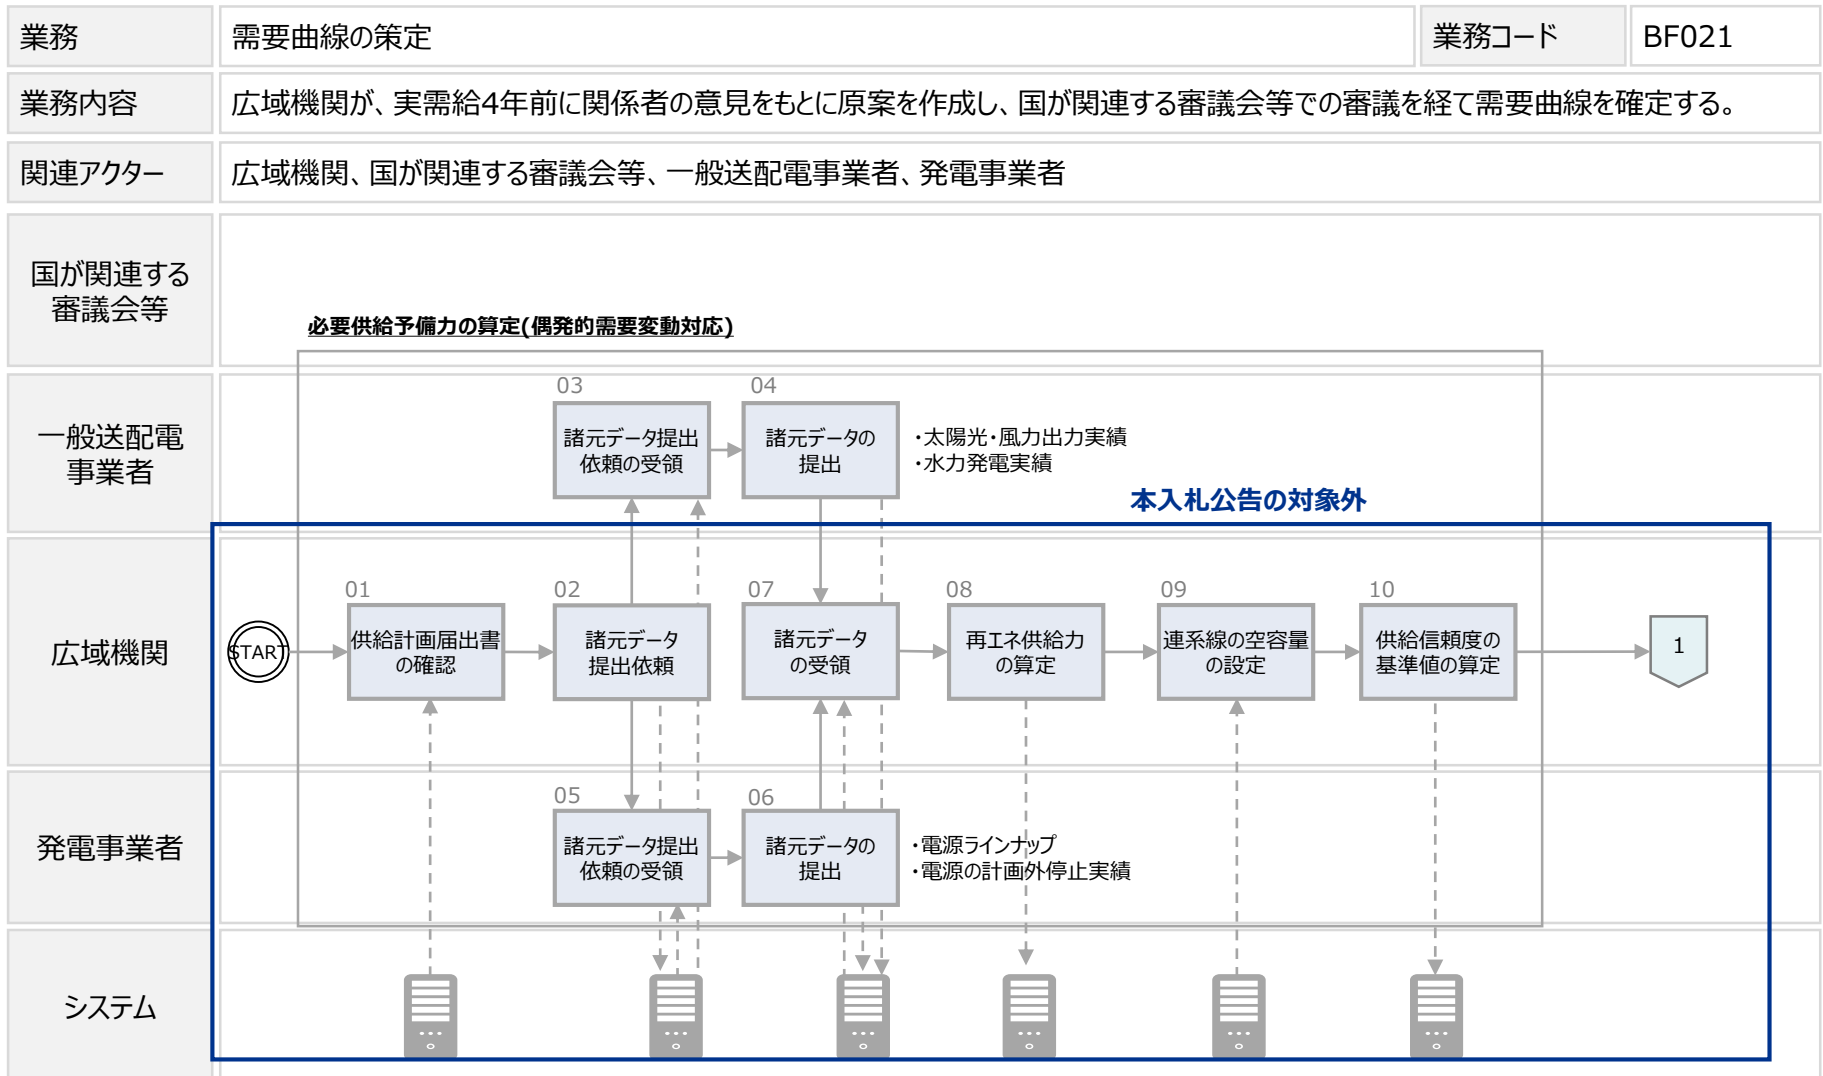 業務
需要曲線の策定
業務コード
BF021
業務内容
広域機関が、実需給4年前に関係者の意見をもとに原案を作成し、国が関連する審議会等での審議を経て需要曲線を確定する。
関連アクター
広域機関、国が関連する審議会等、一般送配電事業者、発電事業者
国が関連する
審議会等
必要供給予備力の算定(偶発的需要変動対応)
一般送配電
事業者
03
諸元データ提出
依頼の受領
04
諸元データの
提出
・太陽光・風力出力実績
・水力発電実績
本入札公告の対象外
広域機関
START
01
供給計画届出書
の確認
02
諸元データ
提出依頼
07
諸元データ
の受領
08
再エネ供給力
の算定
09
連系線の空容量
の設定
10
供給信頼度の
基準値の算定
1
発電事業者
05
諸元データ提出
依頼の受領
06
諸元データの
提出
・電源ラインナップ
・電源の計画外停止実績
システム